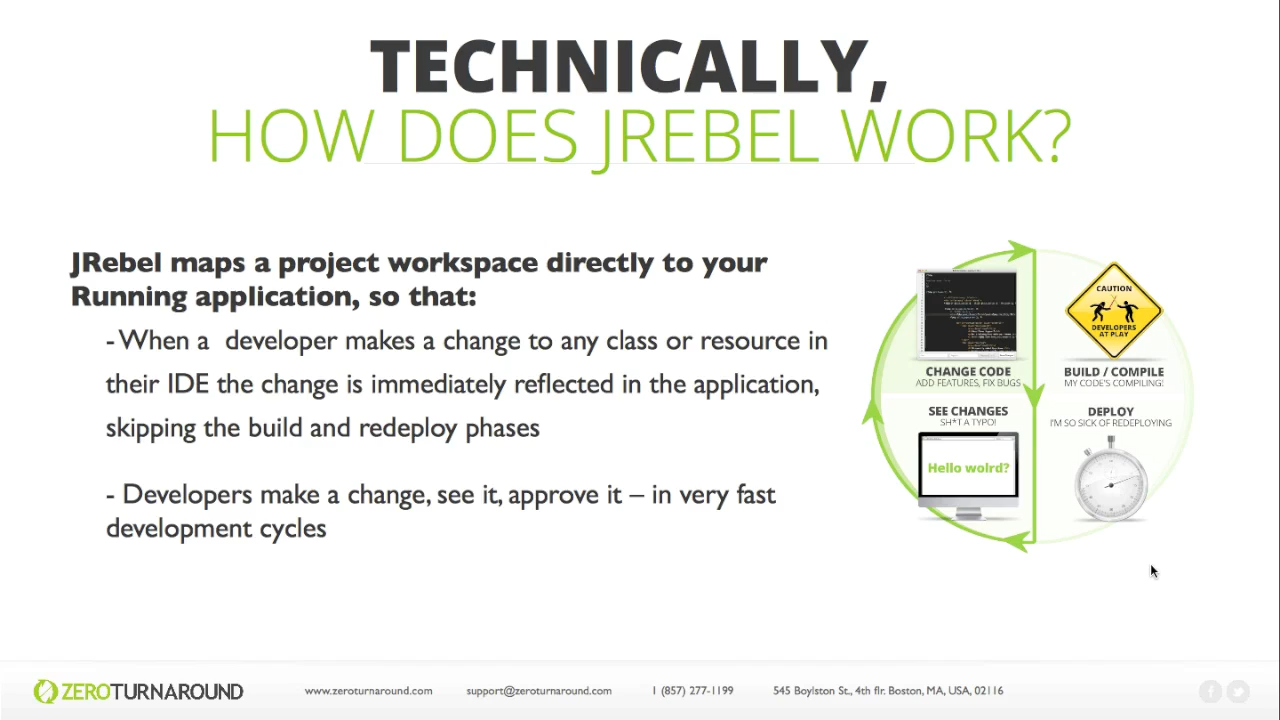 TECHNICALLY,
HOW DOES JREBEL WORK?
JRebel maps a project workspace directly to your
Running application, so that:
- When a developer makes a change to any class or resource in
their IDE the change is immediately reflected in the application,
skipping the build and redeploy phases
- Developers make a change, see it, approve it – in very fast
development cycles
CHANGE CODE
ADD FEATURES, FIX BUGS
CAUTION
DEVELOPERS
AT PLAY
BUILD / COMPILE
MY CODE'S COMPILING!
SEE CHANGES
SH*T A TYPO!
Hello wolrd?
DEPLOY
I'M SO SICK OF REDEPLOYING
ZEROTURNAROUND
www.zeroturnaround.com
support@zeroturnaround.com
1 (857) 277-1199
545 Boylston St., 4th flr. Boston, MA, USA, 02116